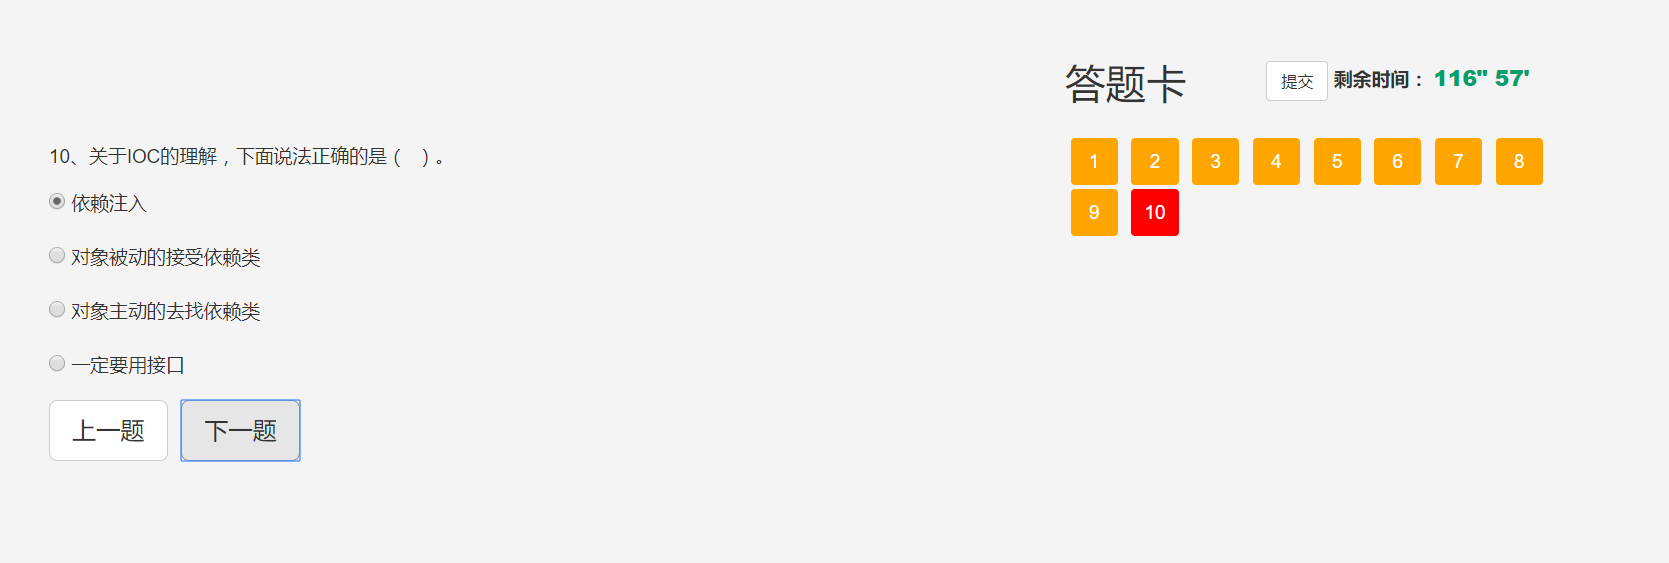 答题卡
提交 剩余时间： 116" 57'
10、关于IOC的理解，下面说法正确的是（　）。
依赖注入
对象被动的接受依赖类
对象主动的去找依赖类
一定要用接口
上一题 下一题
1 2 3 4 5 6 7 8
9 10